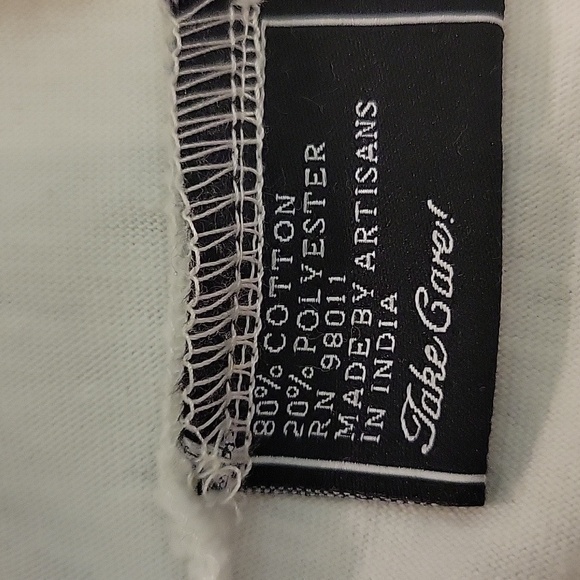 80% COTTON
20% POLYESTER
RN 98011
MADE BY ARTISANS
IN INDIA
Take Care!